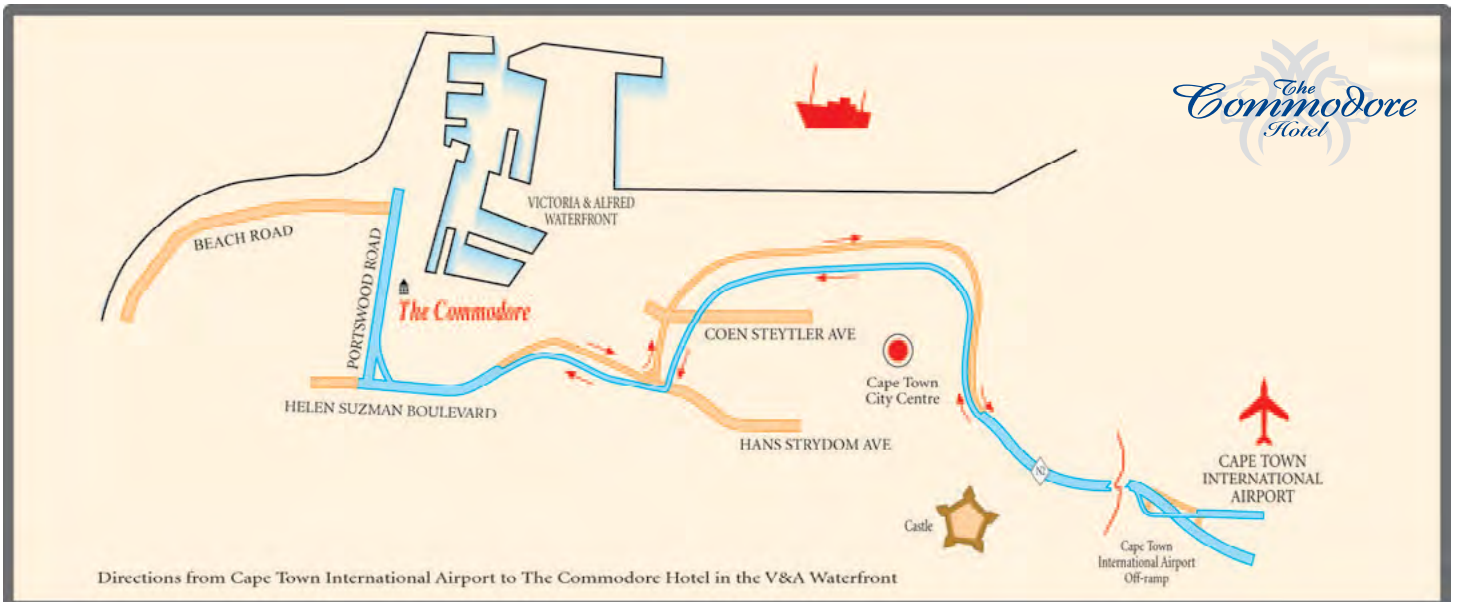 The
Commodore
Hotel
VICTORIA & ALFRED
WATERFRONT
BEACH ROAD
PORTSWOOD ROAD
The Commodore
COEN STEYTLER AVE
Cape Town
City Centre
HELEN SUZMAN BOULEVARD
HANS STRYDOM AVE
N2
CAPE TOWN
INTERNATIONAL
AIRPORT
Castle
Cape Town
International Airport
Off-ramp
Directions from Cape Town International Airport to The Commodore Hotel in the V&A Waterfront